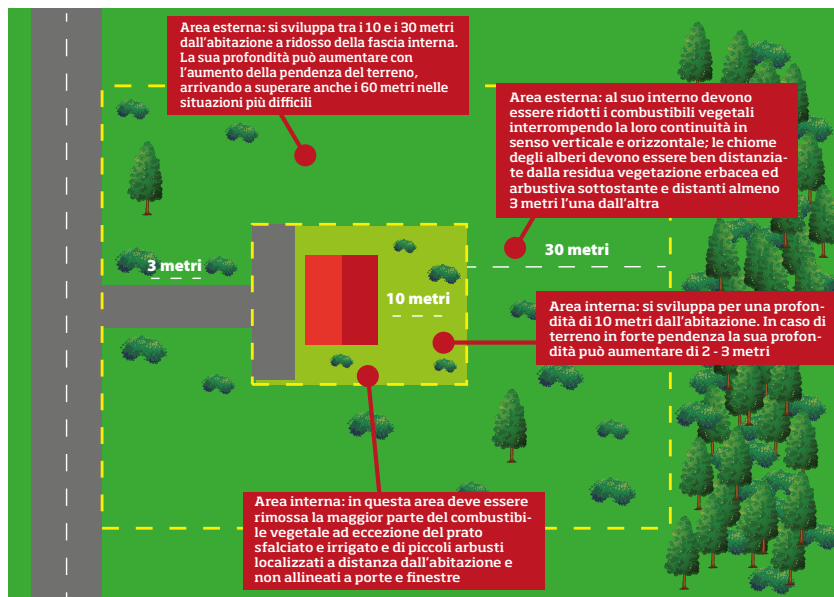 Area esterna: si sviluppa tra i 10 e i 30 metri
dall'abitazione a ridosso della fascia interna.
La sua profondità può aumentare con
l'aumento della pendenza del terreno,
arrivando a superare anche i 60 metri nelle
situazioni più difficili
Area esterna: al suo interno devono
essere ridotti i combustibili vegetali
interrompendo la loro continuità in
senso verticale e orizzontale; le chiome
degli alberi devono essere ben distanzia-
te dalla residua vegetazione erbacea ed
arbustiva sottostante e distanti almeno
3 metri l'una dall'altra
3 metri
30 metri
10 metri
Area interna: si sviluppa per una profon-
dità di 10 metri dall'abitazione. In caso di
terreno in forte pendenza la sua profon-
dità può aumentare di 2 - 3 metri
Area interna: in questa area deve essere
rimossa la maggior parte del combustibi-
le vegetale ad eccezione del prato
sfalciato e irrigato e di piccoli arbusti
localizzati a distanza dall'abitazione e
non allineati a porte e finestre